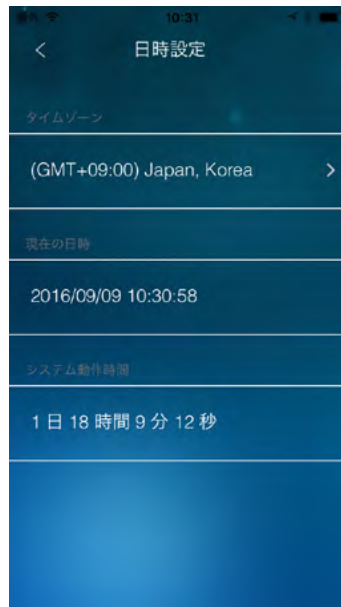 10:31
日時設定
タイムゾーン
(GMT+09:00) Japan, Korea
現在の日時
2016/09/09 10:30:58
システム動作時間
1 日 18 時間 9 分 12 秒